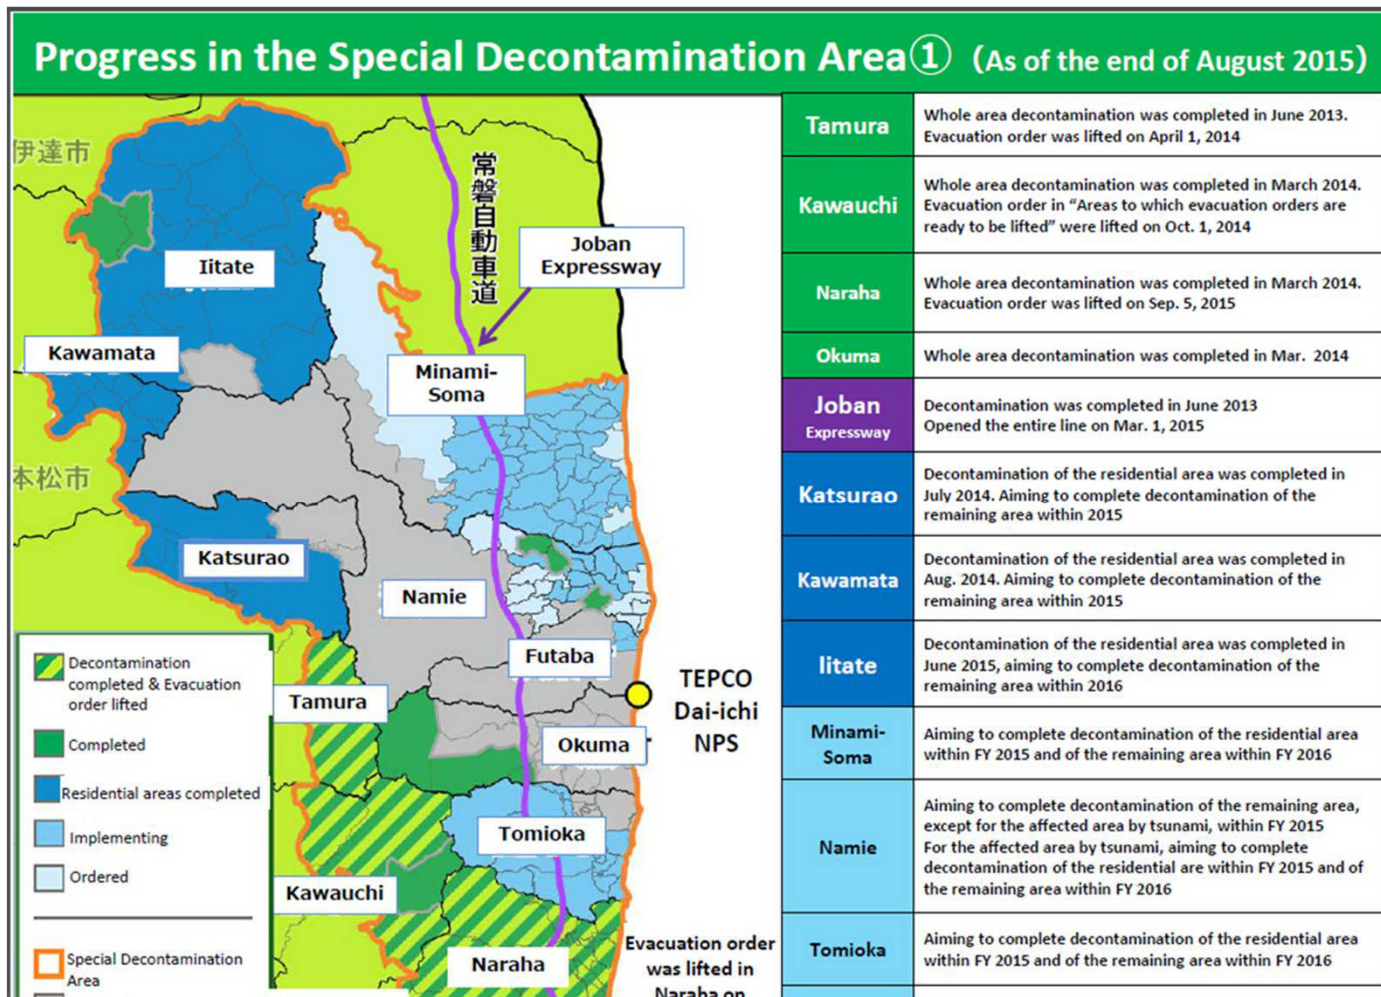 Progress in the Special Decontamination Area① (As of the end of August 2015)
伊達市
常磐自動車道
Joban
Expressway
Iitate
Kawamata
Minami-
Soma
本松市
Katsurao
Namie
Futaba
Tamura
TEPCO
Dai-ichi
NPS
Okuma
Tomioka
Kawauchi
Naraha
Evacuation order
was lifted in
Naraha on
Decontamination
completed & Evacuation
order lifted
Completed
Residential areas completed
Implementing
Ordered
Special Decontamination
Area
Tamura
Whole area decontamination was completed in June 2013.
Evacuation order was lifted on April 1, 2014
Kawauchi
Whole area decontamination was completed in March 2014.
Evacuation order in “Areas to which evacuation orders are
ready to be lifted” were lifted on Oct. 1, 2014
Naraha
Whole area decontamination was completed in March 2014.
Evacuation order was lifted on Sep. 5, 2015
Okuma
Whole area decontamination was completed in Mar. 2014
Joban
Expressway
Decontamination was completed in June 2013
Opened the entire line on Mar. 1, 2015
Katsurao
Decontamination of the residential area was completed in
July 2014. Aiming to complete decontamination of the
remaining area within 2015
Kawamata
Decontamination of the residential area was completed in
Aug. 2014. Aiming to complete decontamination of the
remaining area within 2015
Iitate
Decontamination of the residential area was completed in
June 2015, aiming to complete decontamination of the
remaining area within 2016
Minami-
Soma
Aiming to complete decontamination of the residential area
within FY 2015 and of the remaining area within FY 2016
Namie
Aiming to complete decontamination of the remaining area,
except for the affected area by tsunami, within FY 2015
For the affected area by tsunami, aiming to complete
decontamination of the residential are within FY 2015 and of
the remaining area within FY 2016
Tomioka
Aiming to complete decontamination of the residential area
within FY 2015 and of the remaining area within FY 2016